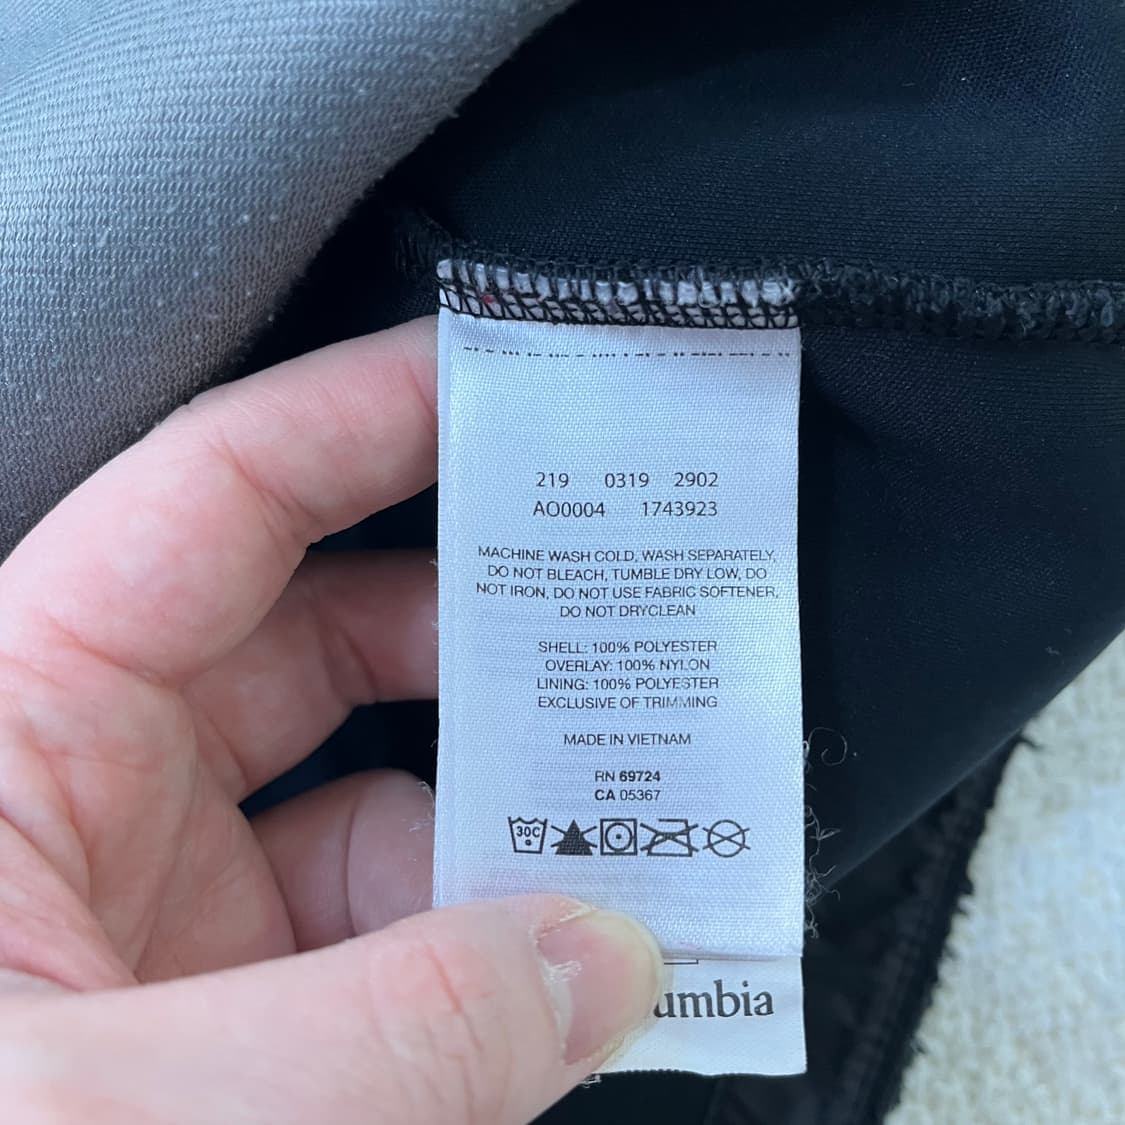 219 0319 2902
AO0004 1743923
MACHINE WASH COLD, WASH SEPARATELY,
DO NOT BLEACH, TUMBLE DRY LOW, DO
NOT IRON, DO NOT USE FABRIC SOFTENER,
DO NOT DRYCLEAN
SHELL: 100% POLYESTER
OVERLAY: 100% NYLON
LINING: 100% POLYESTER
EXCLUSIVE OF TRIMMING
MADE IN VIETNAM
RN 69724
CA 05367
30C
umbia